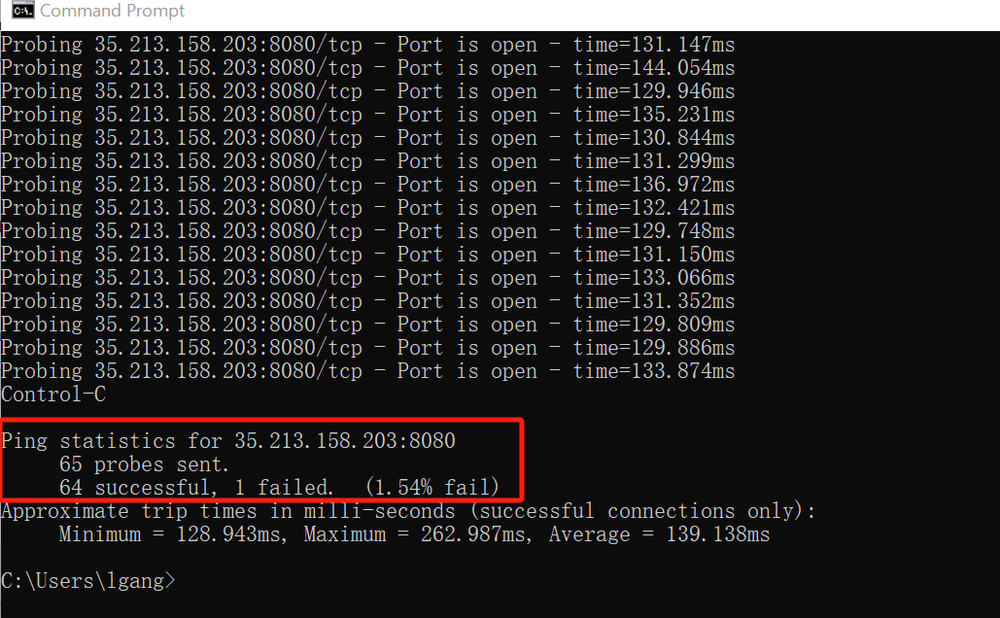 Command Prompt
Probing 35.213.158.203:8080/tcp - Port is open - time=131.147ms
Probing 35.213.158.203:8080/tcp - Port is open - time=144.054ms
Probing 35.213.158.203:8080/tcp - Port is open - time=129.946ms
Probing 35.213.158.203:8080/tcp - Port is open - time=135.231ms
Probing 35.213.158.203:8080/tcp - Port is open - time=130.844ms
Probing 35.213.158.203:8080/tcp - Port is open - time=131.299ms
Probing 35.213.158.203:8080/tcp - Port is open - time=136.972ms
Probing 35.213.158.203:8080/tcp - Port is open - time=132.421ms
Probing 35.213.158.203:8080/tcp - Port is open - time=129.748ms
Probing 35.213.158.203:8080/tcp - Port is open - time=131.150ms
Probing 35.213.158.203:8080/tcp - Port is open - time=133.066ms
Probing 35.213.158.203:8080/tcp - Port is open - time=131.352ms
Probing 35.213.158.203:8080/tcp - Port is open - time=129.809ms
Probing 35.213.158.203:8080/tcp - Port is open - time=129.886ms
Probing 35.213.158.203:8080/tcp - Port is open - time=133.874ms
Control-C
Ping statistics for 35.213.158.203:8080
65 probes sent.
64 successful, 1 failed. (1.54% fail)
Approximate trip times in milli-seconds (successful connections only):
Minimum = 128.943ms, Maximum = 262.987ms, Average = 139.138ms
C:\Users\lgang>